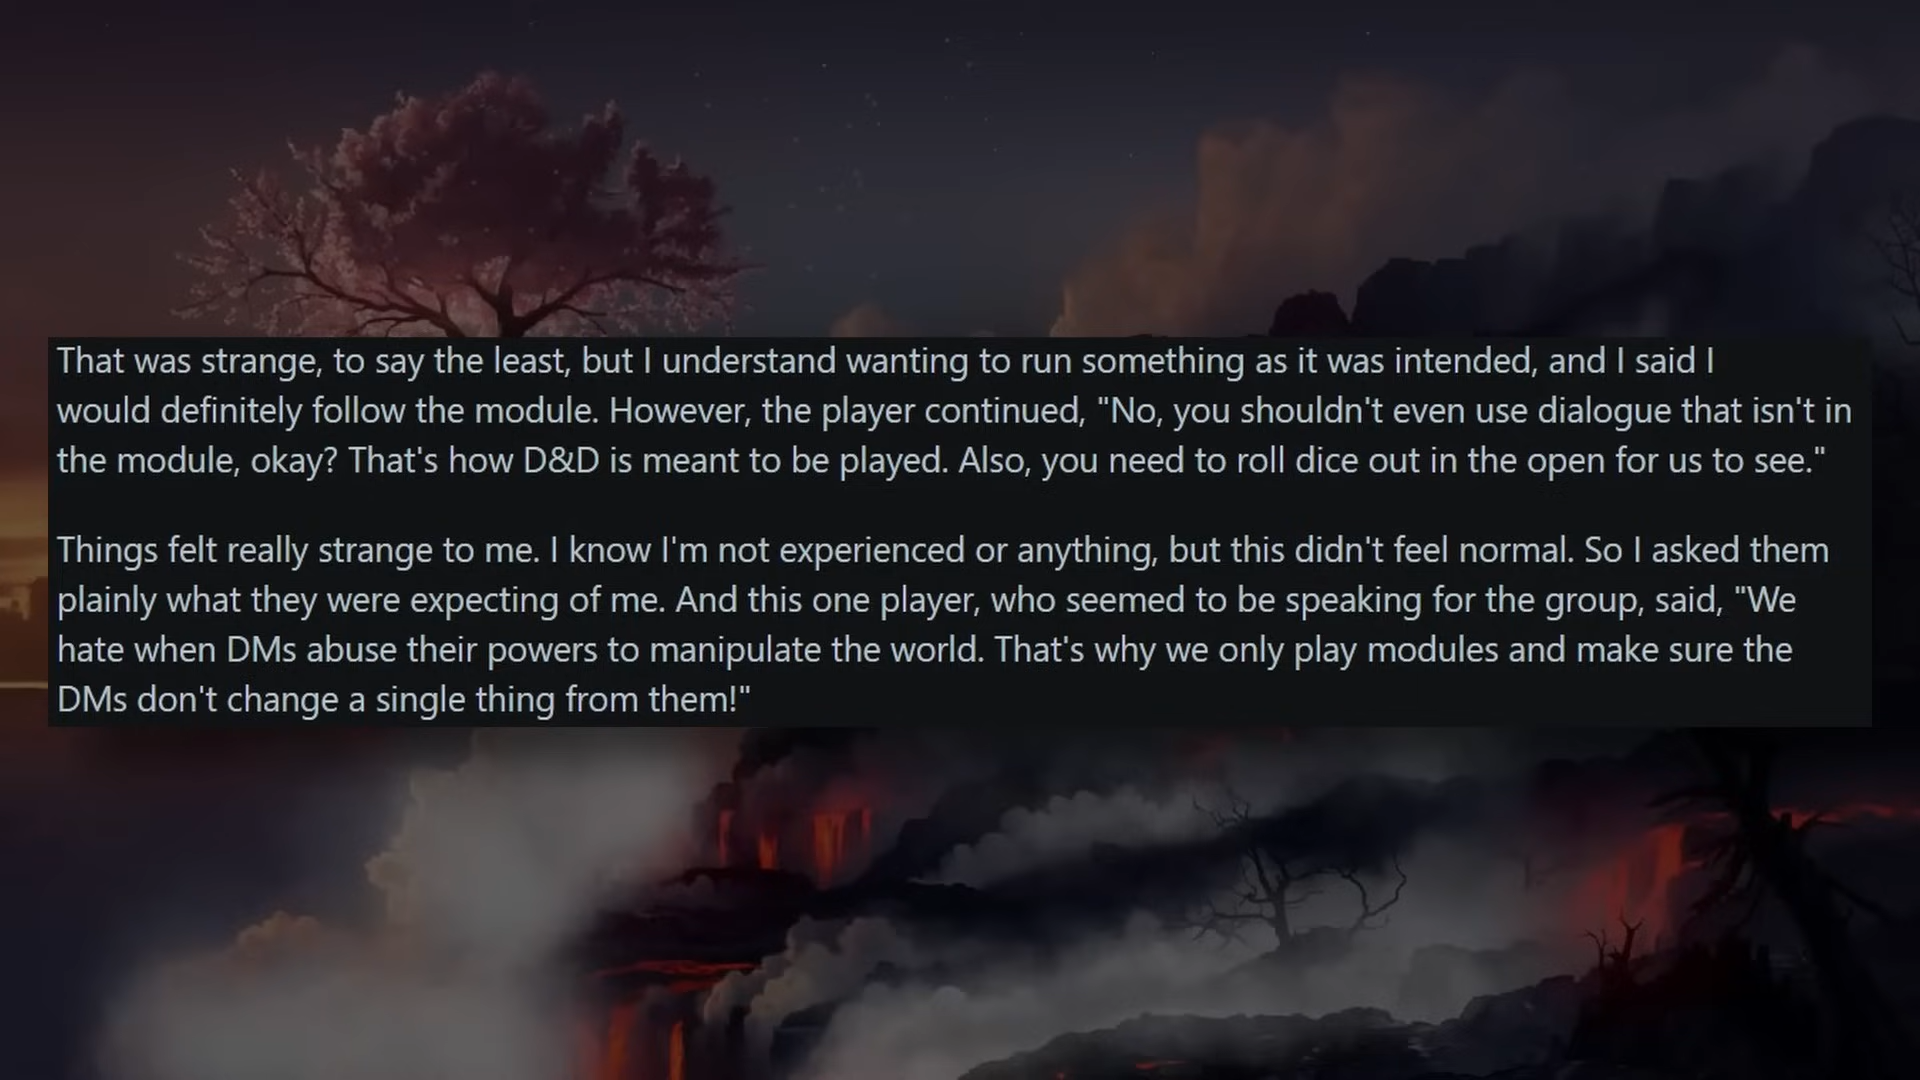 That was strange, to say the least, but I understand wanting to run something as it was intended, and I said I
would definitely follow the module. However, the player continued, "No, you shouldn't even use dialogue that isn't in
the module, okay? That's how D&D is meant to be played. Also, you need to roll dice out in the open for us to see."
Things felt really strange to me. I know I'm not experienced or anything, but this didn't feel normal. So I asked them
plainly what they were expecting of me. And this one player, who seemed to be speaking for the group, said, "We
hate when DMs abuse their powers to manipulate the world. That's why we only play modules and make sure the
DMs don't change a single thing from them!"